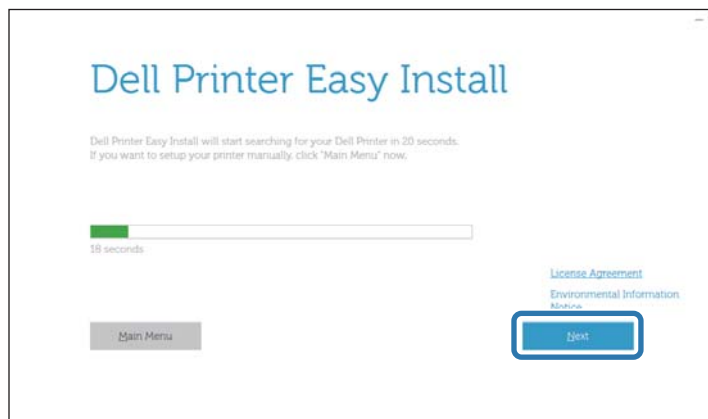 Dell Printer Easy Install
Dell Printer Easy Install will start searching for your Dell Printer in 20 seconds.
If you want to setup your printer manually, click "Main Menu" now.
18 seconds
License Agreement
Environmental Information
Notice
Main Menu
Next